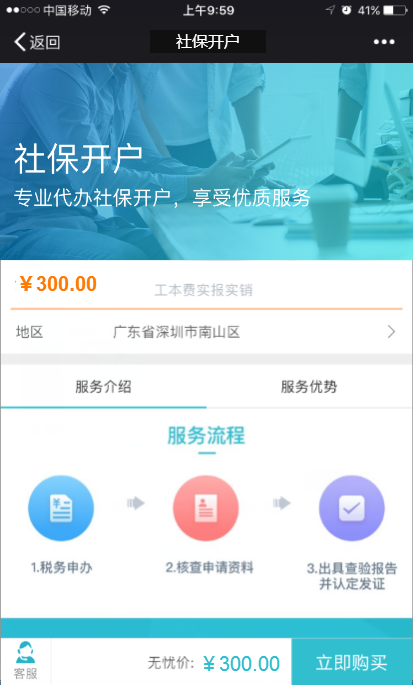 中国移动
上午9:59
41%
返回
社保开户
社保开户
专业代办社保开户，享受优质服务
¥300.00
工本费实报实销
地区
广东省深圳市南山区
服务介绍
服务优势
服务流程
1.税务申办
2.核查申请资料
3.出具查验报告
并认定发证
客服
无忧价:
¥300.00
立即购买